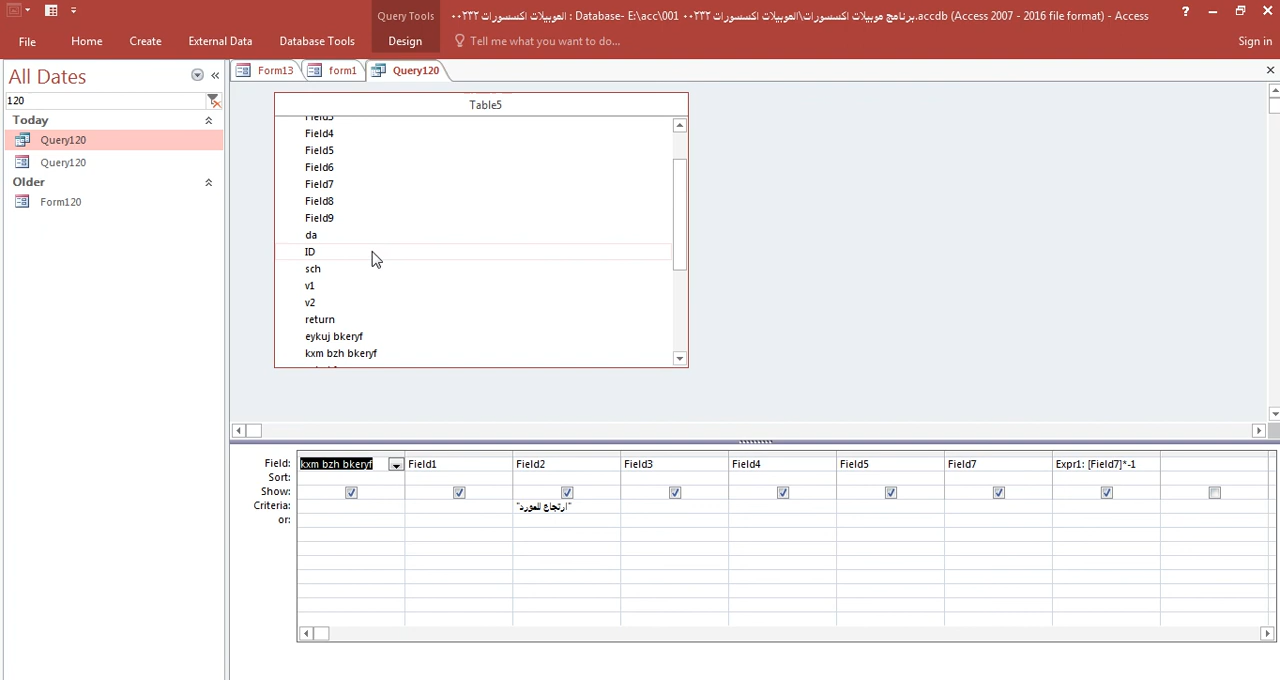 Query Tools
العوبيلات اكسسورات ٠٠٢٣٢ : Database- E:\acc\001 برنامج موبيلات اكسسورات\العوبيلات اكسسورات ٠٠٢٣٢.accdb (Access 2007 - 2016 file format) - Access
?
File Home Create External Data Database Tools Design Tell me what you want to do...
Sign in
All Dates
Form13 form1 Query120
120
Today
Query120
Query120
Older
Form120
Table5
Field3
Field4
Field5
Field6
Field7
Field8
Field9
da
ID
sch
v1
v2
return
eykuj bkeryf
kxm bzh bkeryf
Field: kxm bzh bkeryf Field1 Field2 Field3 Field4 Field5 Field7 Expr1: [Field7]*-1
Sort:
Show:
Criteria: "ارتجاع للمورد"
or: